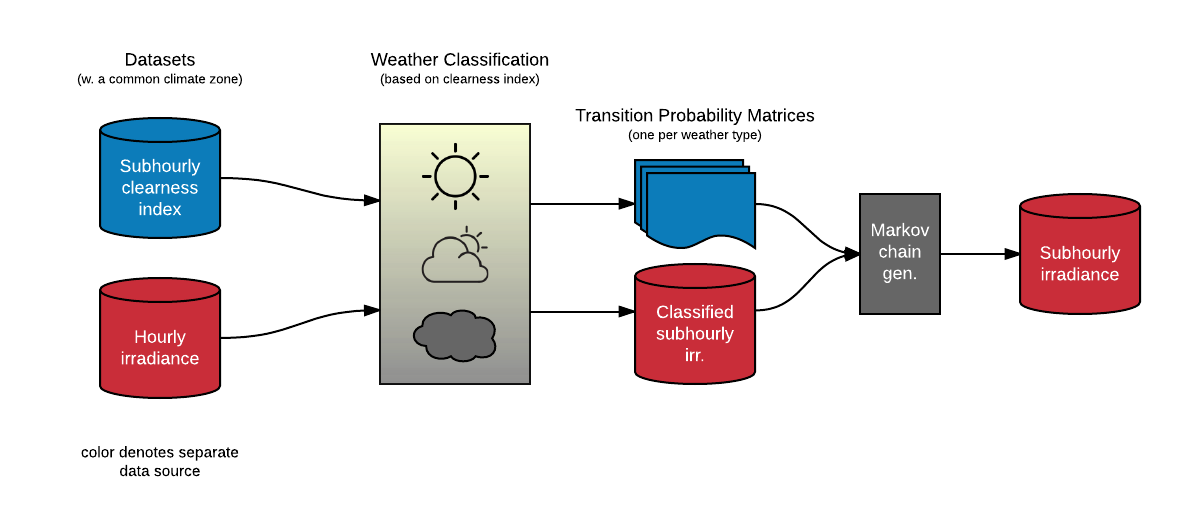 Datasets
(w. a common climate zone)
Weather Classification
(based on clearness index)
Transition Probability Matrices
(one per weather type)
Subhourly
clearness
index
Hourly
irradiance
Classified
subhourly
irr.
Markov
chain
gen.
Subhourly
irradiance
color denotes separate
data source